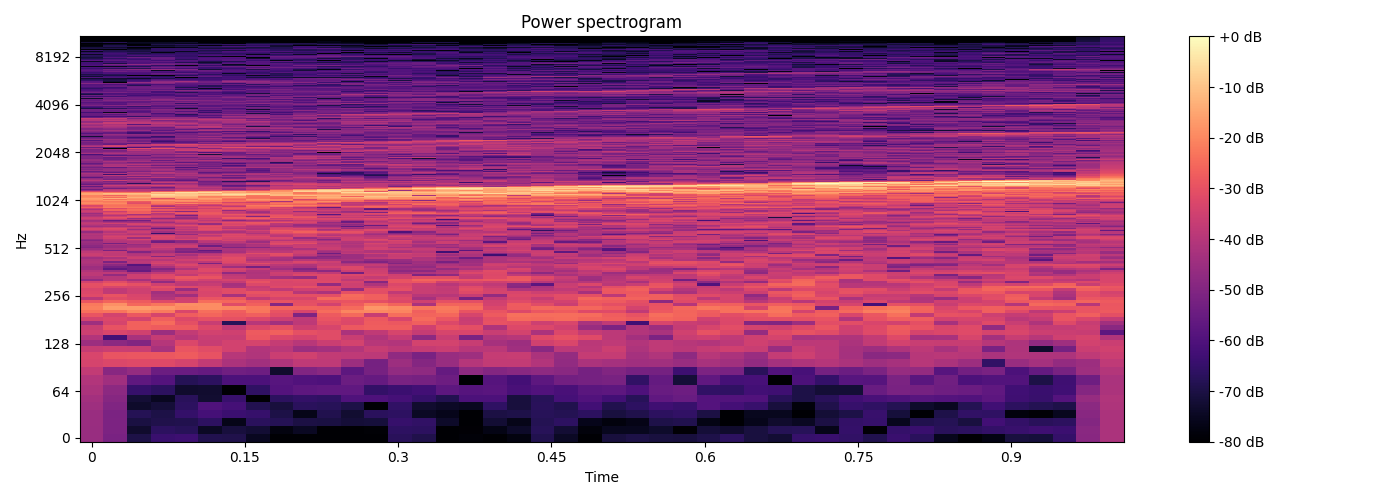 Power spectrogram
Hz
8192
4096
2048
1024
512
256
128
64
0
0 0.15 0.3 0.45 0.6 0.75 0.9
Time
+0 dB
-10 dB
-20 dB
-30 dB
-40 dB
-50 dB
-60 dB
-70 dB
-80 dB